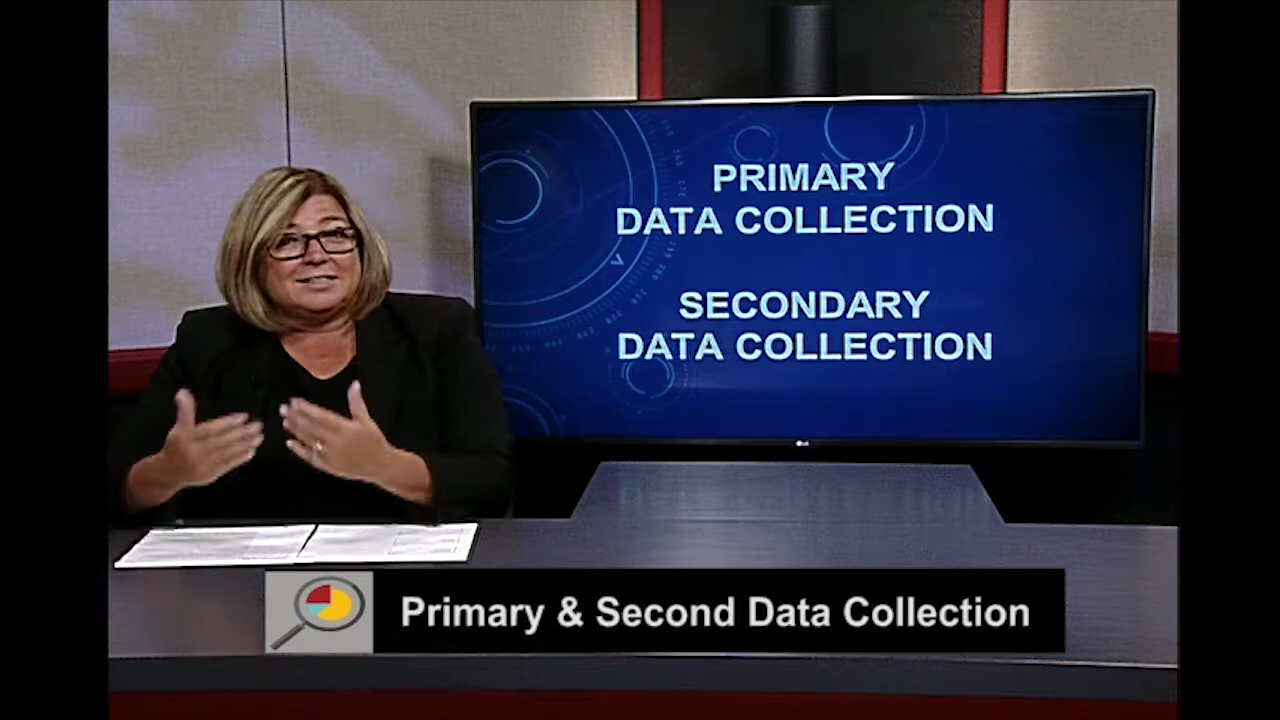 PRIMARY
DATA COLLECTION
SECONDARY
DATA COLLECTION
Primary & Second Data Collection